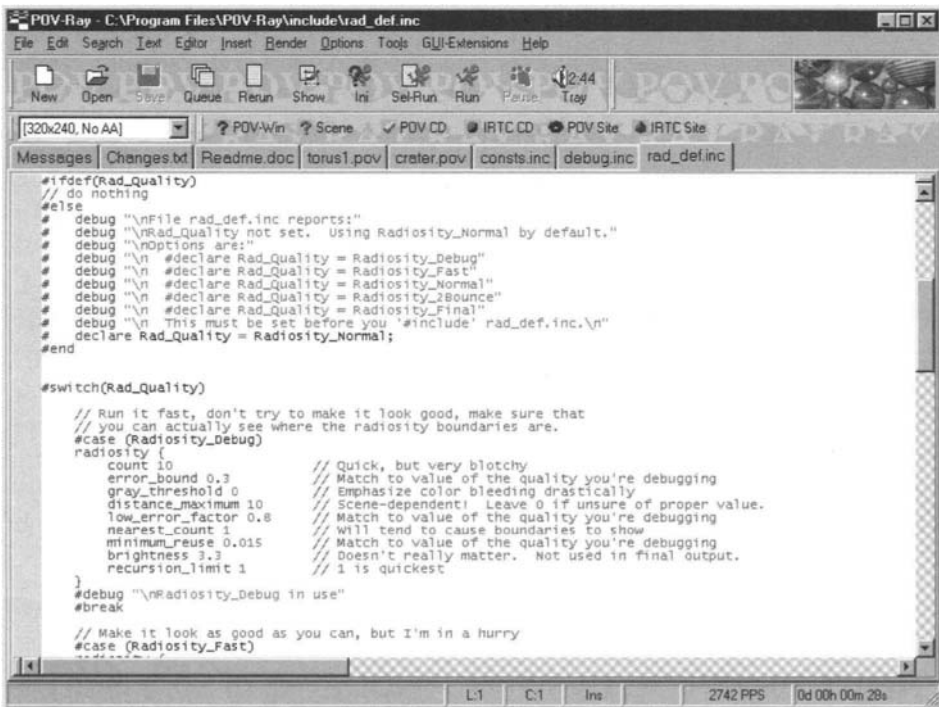 POV-Ray - C:\Program Files\POV-Ray\include\rad_def.inc
File Edit Search Text Editor Insert Render Options Tools GUI-Extensions Help
New Open Save Queue Rerun Show Ini Sel-Run Run Pause Tray
2:44
[320x240, No AA] ? POV-Win ? Scene POV CD IRTC CD POV Site IRTC Site
Messages Changes.txt Readme.doc torus1.pov crater.pov consts.inc debug.inc rad_def.inc
#ifdef(Rad_Quality)
// do nothing
#else
# debug "\nFile rad_def.inc reports:"
# debug "\nRad_Quality not set. Using Radiosity_Normal by default."
# debug "\nOptions are:"
# debug "\n #declare Rad_Quality = Radiosity_Debug"
# debug "\n #declare Rad_Quality = Radiosity_Fast"
# debug "\n #declare Rad_Quality = Radiosity_Normal"
# debug "\n #declare Rad_Quality = Radiosity_2Bounce"
# debug "\n #declare Rad_Quality = Radiosity_Final"
# debug "\n This must be set before you '#include' rad_def.inc.\n"
# declare Rad_Quality = Radiosity_Normal;
#end
#switch(Rad_Quality)
// Run it fast, don't try to make it look good, make sure that
// you can actually see where the radiosity boundaries are.
#case (Radiosity_Debug)
radiosity {
count 10 // Quick, but very blotchy
error_bound 0.3 // Match to value of the quality you're debugging
gray_threshold 0 // Emphasize color bleeding drastically
distance_maximum 10 // Scene-dependent! Leave 0 if unsure of proper value.
low_error_factor 0.8 // Match to value of the quality you're debugging
nearest_count 1 // will tend to cause boundaries to show
minimum_reuse 0.015 // Match to value of the quality you're debugging
brightness 3.3 // Doesn't really matter. Not used in final output.
recursion_limit 1 // 1 is quickest
}
#debug "\nRadiosity_Debug in use"
#break
// Make it look as good as you can, but I'm in a hurry
#case (Radiosity_Fast)
L:1 C:1 Ins 2742 PPS 0d 00h 00m 28s